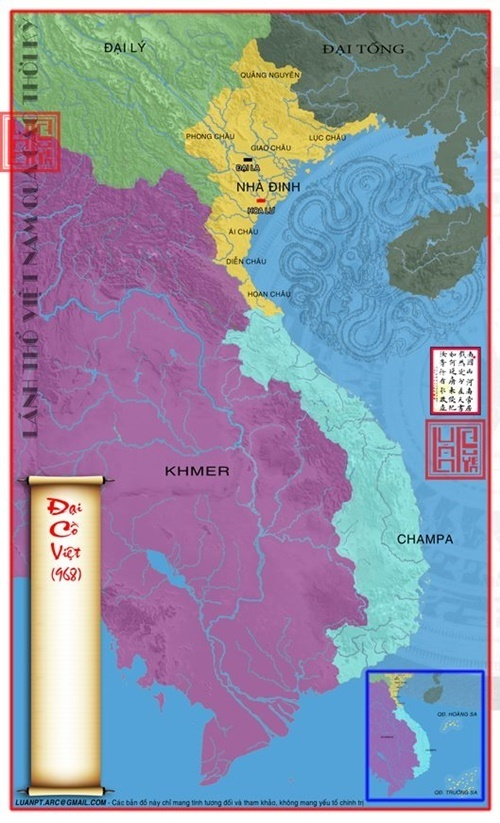 ĐẠI LÝ
ĐẠI TỐNG
QUẢNG NGUYÊN
PHONG CHÂU
LỤC CHÂU
GIAO CHÂU
ĐẠI LA
NHÀ ĐINH
HOA LƯ
ÁI CHÂU
DIỄN CHÂU
HOAN CHÂU
LÃNH THỔ VIỆT NAM QUA
THỜI KỲ
KHMER
CHAMPA
Đại
Cồ
Việt
(968)
QĐ. HOÀNG SA
QĐ. TRƯỜNG SA
LUANPT.ARC@GMAIL.COM - Các bản đồ này chỉ mang tính tương đối và tham khảo, không mang yếu tố chính trị